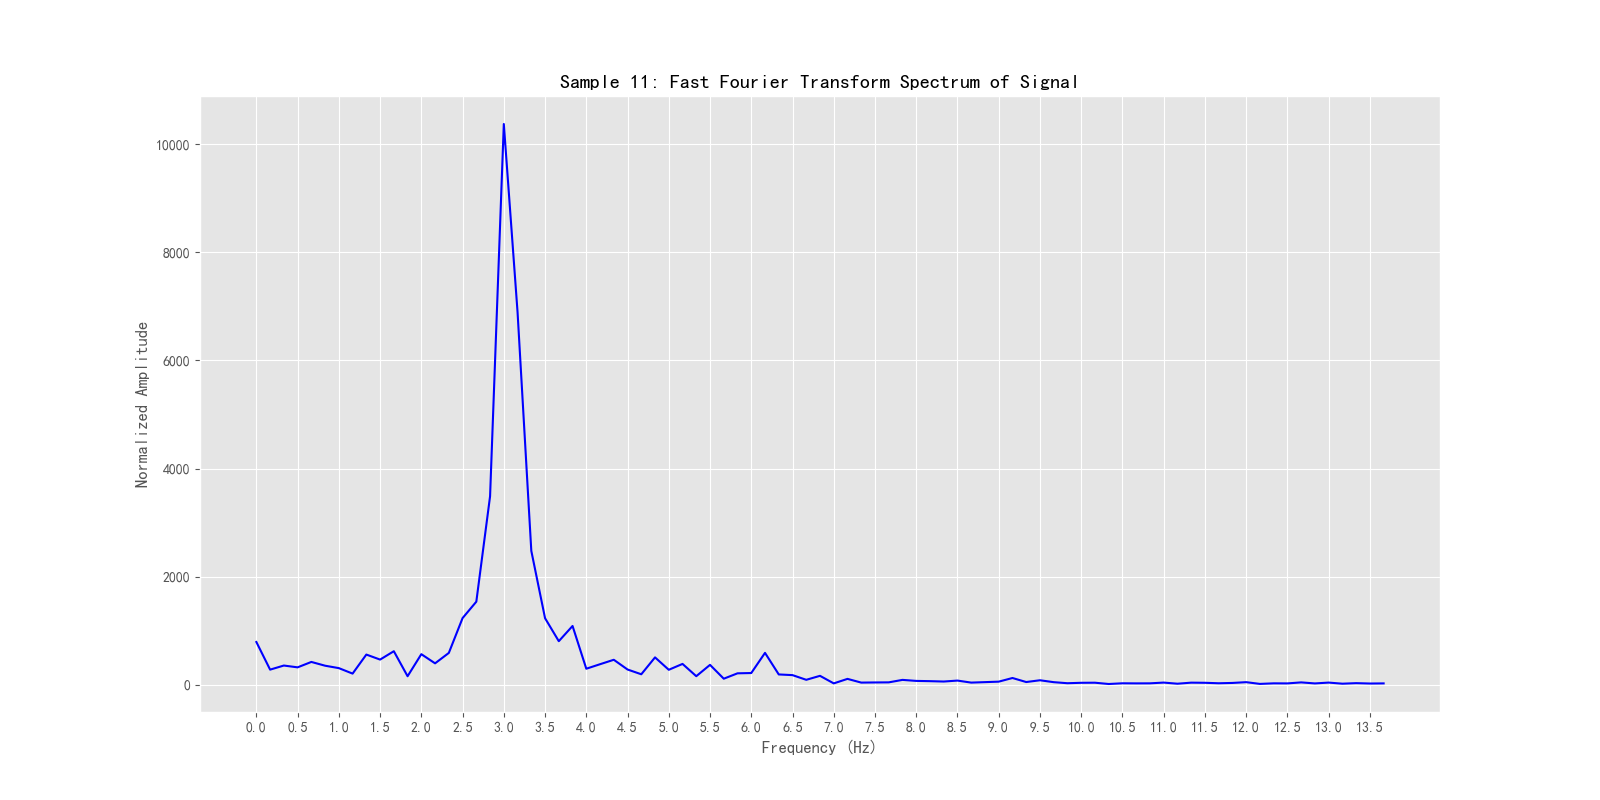 Sample 11: Fast Fourier Transform Spectrum of Signal
Normalized Amplitude
10000
8000
6000
4000
2000
0
0.0 0.5 1.0 1.5 2.0 2.5 3.0 3.5 4.0 4.5 5.0 5.5 6.0 6.5 7.0 7.5 8.0 8.5 9.0 9.5 10.0 10.5 11.0 11.5 12.0 12.5 13.0 13.5
Frequency (Hz)